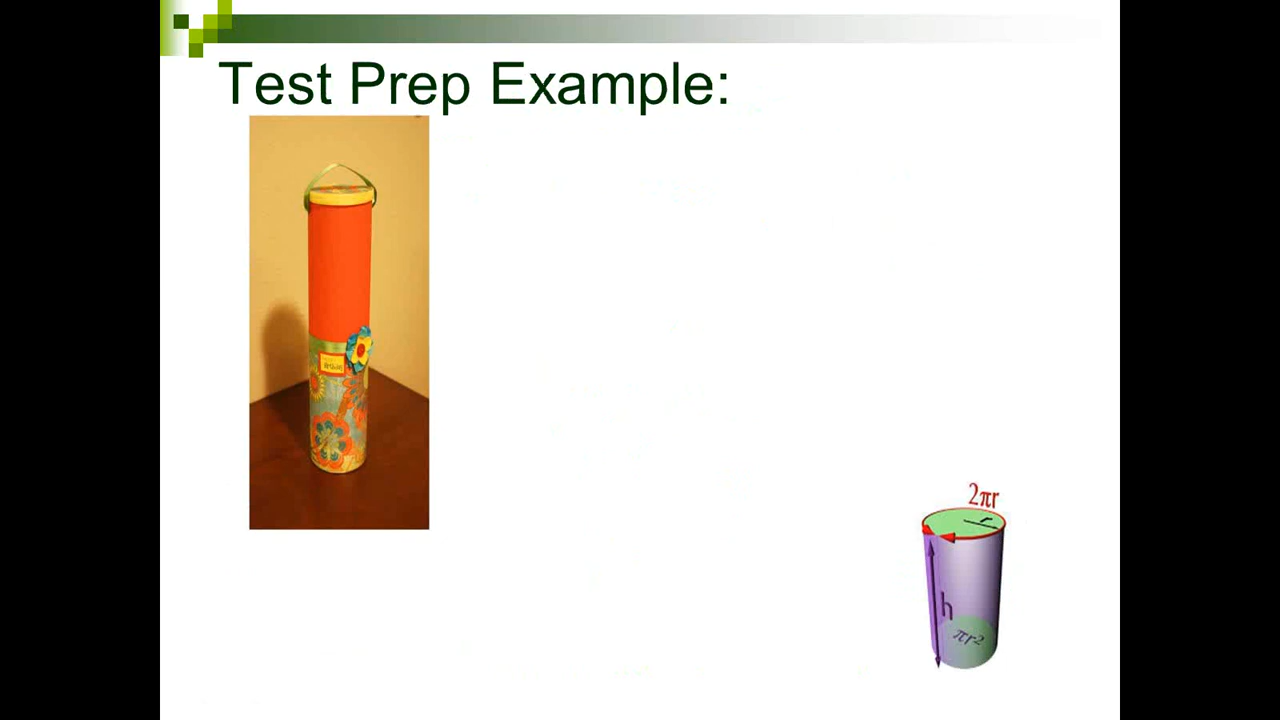 Test Prep Example:
2πr
r
h
πr²